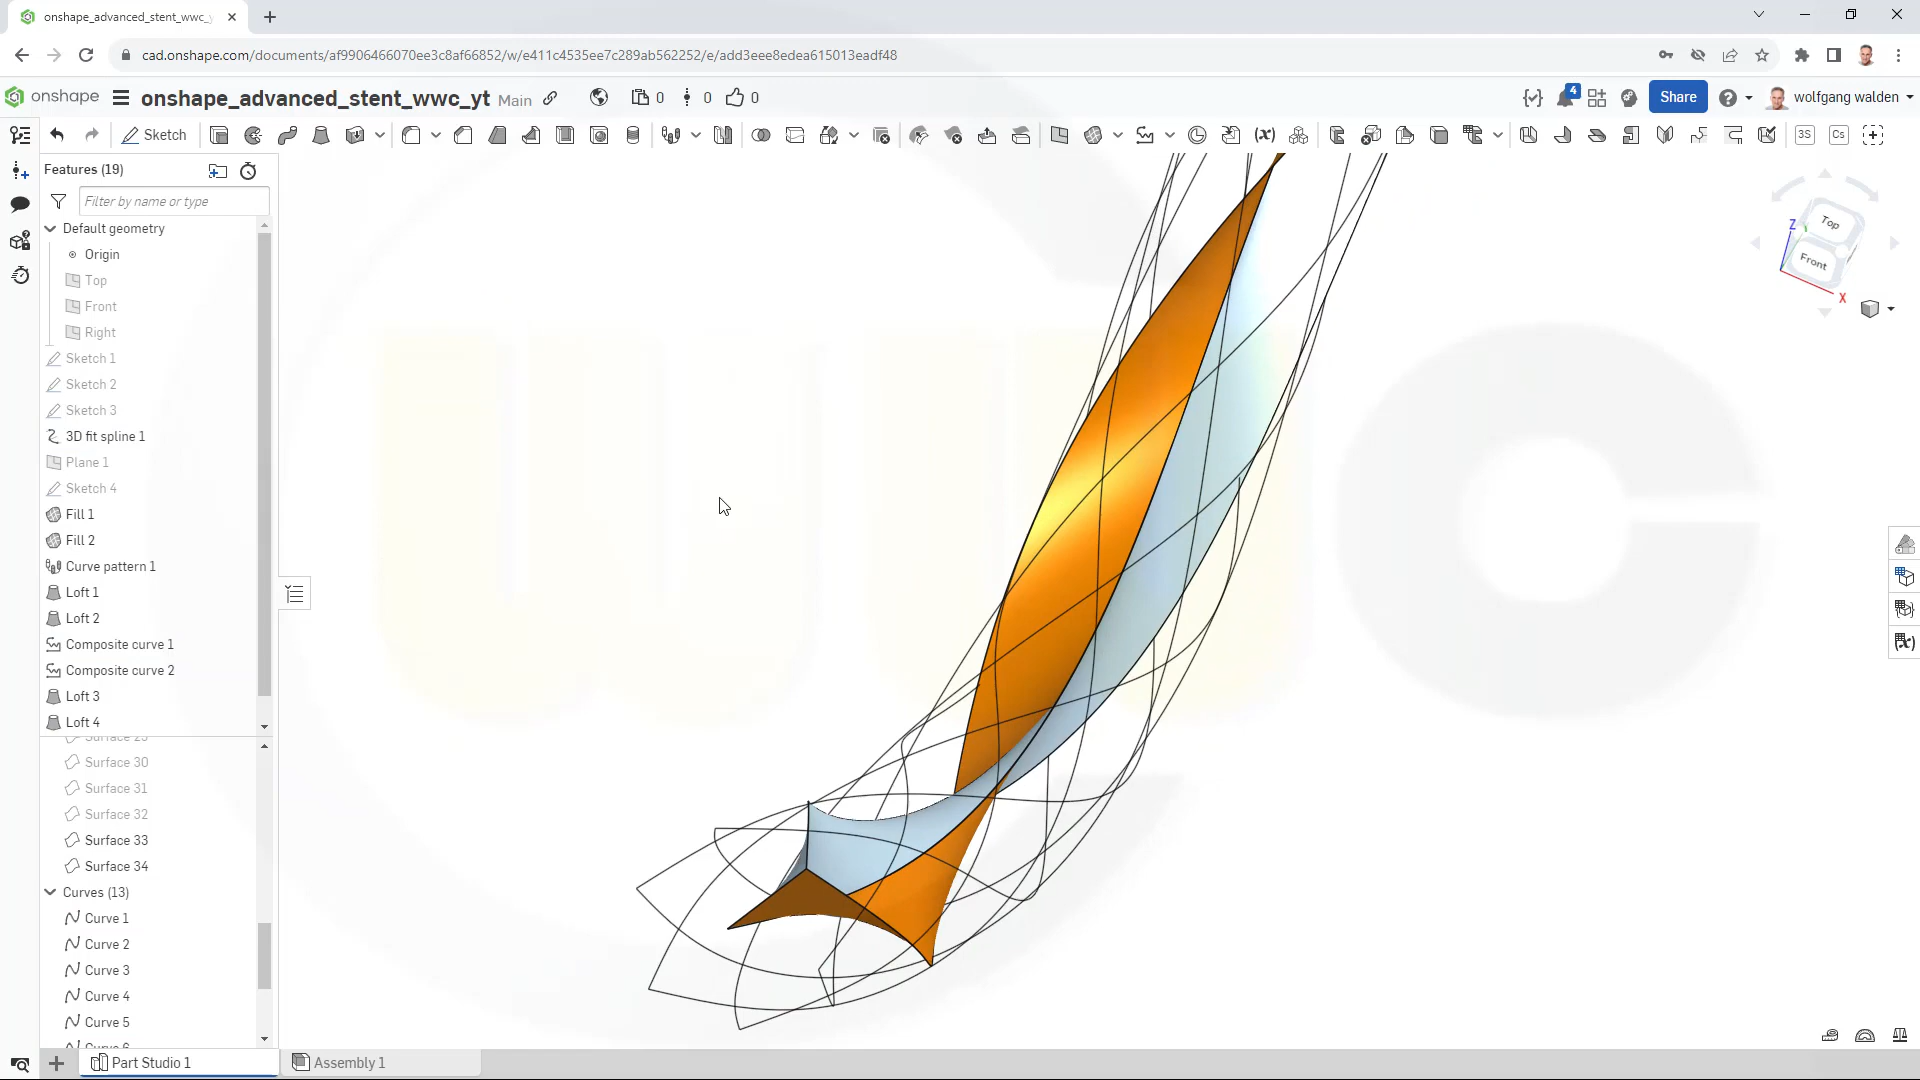 onshape_advanced_stent_wwc_y
cad.onshape.com/documents/af9906466070ee3c8af66852/w/e411c4535ee7c289ab562252/e/add3eee8edea615013eadf48
onshape
onshape_advanced_stent_wwc_yt Main
0
0
0
4
Share
wolfgang walden
Sketch
3S
Cs
Features (19)
Filter by name or type
Default geometry
Origin
Top
Front
Right
Sketch 1
Sketch 2
Sketch 3
3D fit spline 1
Plane 1
Sketch 4
Fill 1
Fill 2
Curve pattern 1
Loft 1
Loft 2
Composite curve 1
Composite curve 2
Loft 3
Loft 4
Surface 30
Surface 31
Surface 32
Surface 33
Surface 34
Curves (13)
Curve 1
Curve 2
Curve 3
Curve 4
Curve 5
Top
Front
Z
X
Part Studio 1
Assembly 1